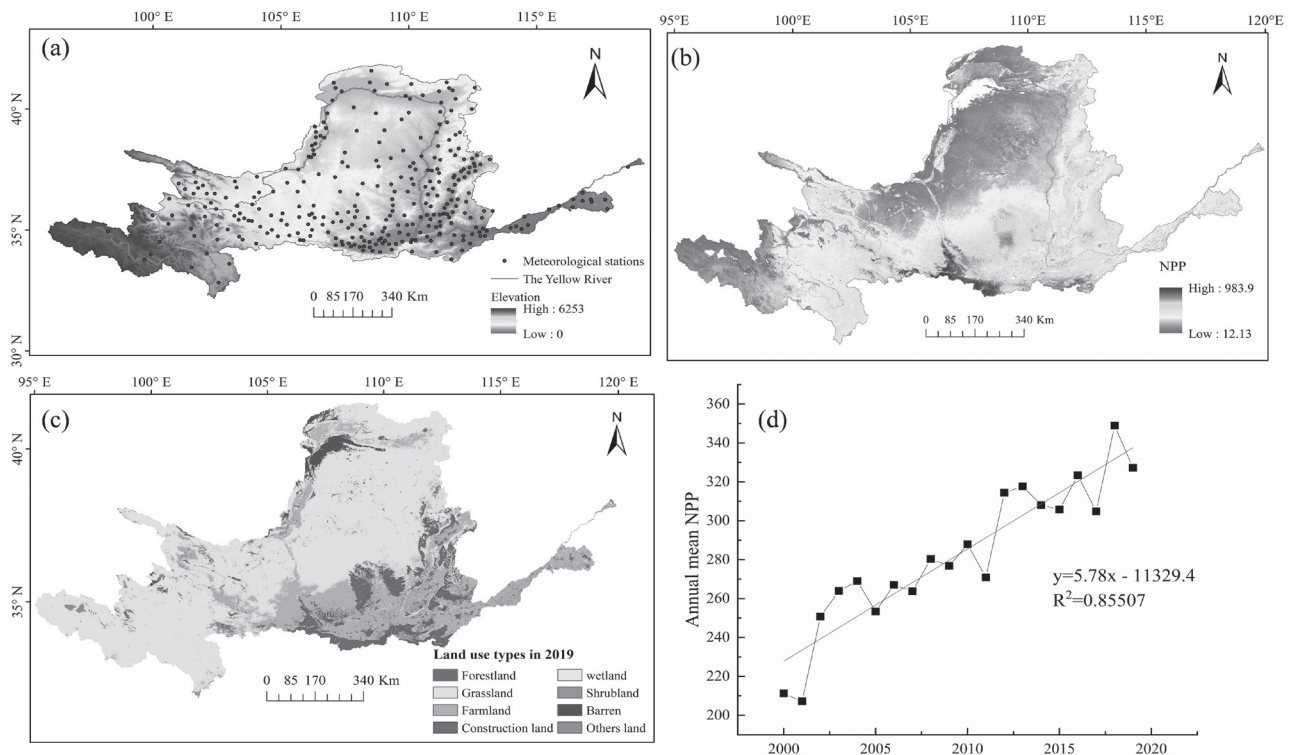 100° E 105° E 110° E 115° E
(a)
N
40° N
35° N
30° N
Meteorological stations
The Yellow River
Elevation
High : 6253
Low : 0
0 85 170 340 Km
95° E 100° E 105° E 110° E 115° E 120° E
(b)
N
NPP
High : 983.9
Low : 12.13
0 85 170 340 Km
95° E 100° E 105° E 110° E 115° E 120° E
(c)
N
40° N
35° N
Land use types in 2019
Forestland wetland
Grassland Shrubland
Farmland Barren
Construction land Others land
0 85 170 340 Km
(d)
Annual mean NPP
360
340
320
300
280
260
240
220
200
y=5.78x - 11329.4
R²=0.85507
2000 2005 2010 2015 2020